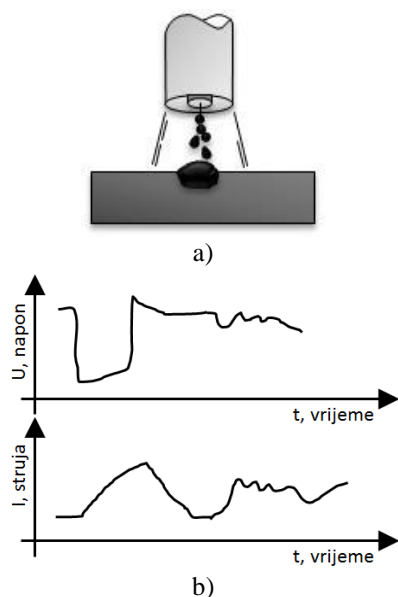 a)
U, napon
t, vrijeme
I, struja
t, vrijeme
b)